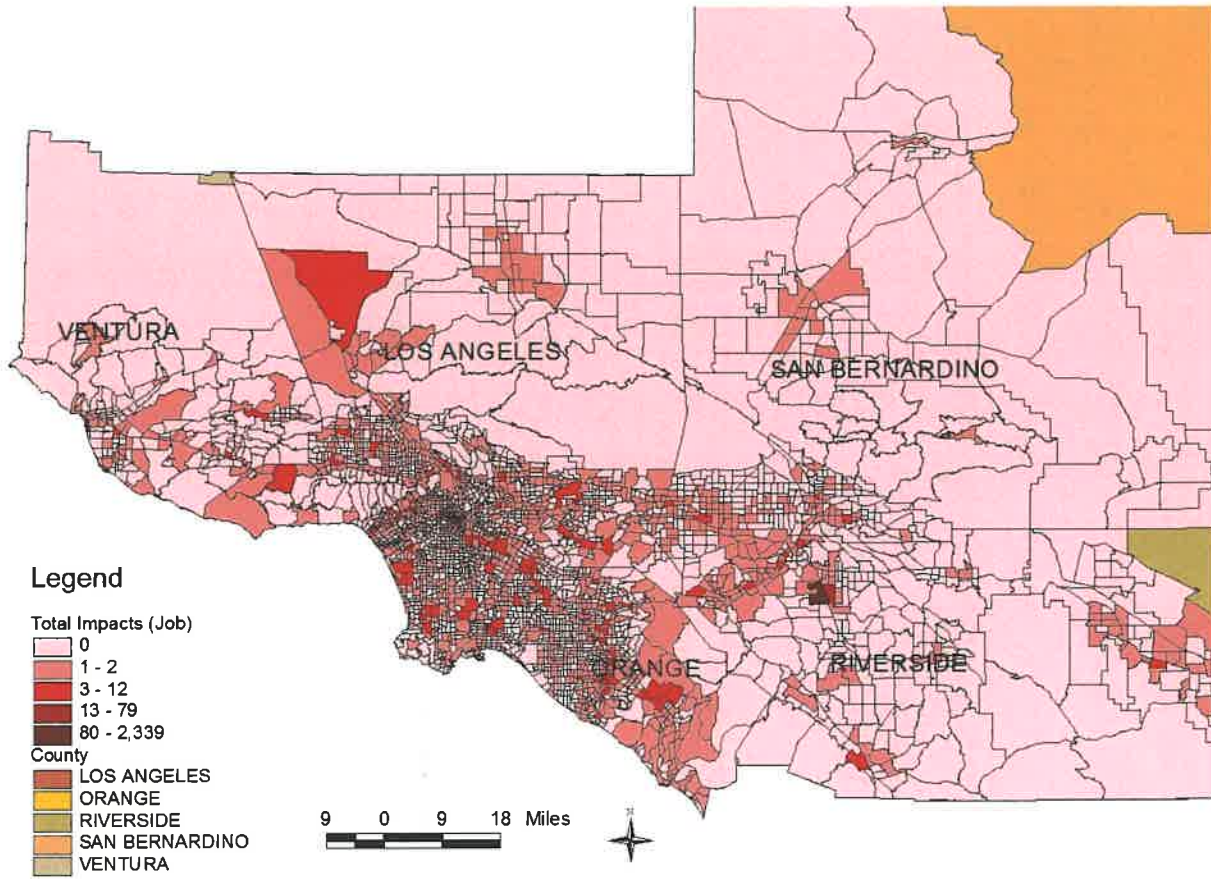 VENTURA
LOS ANGELES
SAN BERNARDINO
ORANGE
RIVERSIDE
Legend
Total Impacts (Job)
0
1 - 2
3 - 12
13 - 79
80 - 2,339
County
LOS ANGELES
ORANGE
RIVERSIDE
SAN BERNARDINO
VENTURA
9 0 9 18 Miles
N